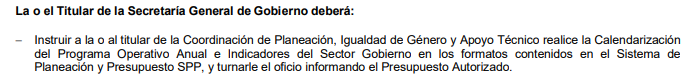 La o el Titular de la Secretaría General de Gobierno deberá:
– Instruir a la o al titular de la Coordinación de Planeación, Igualdad de Género y Apoyo Técnico realice la Calendarización
del Programa Operativo Anual e Indicadores del Sector Gobierno en los formatos contenidos en el Sistema de
Planeación y Presupuesto SPP, y turnarle el oficio informando el Presupuesto Autorizado.